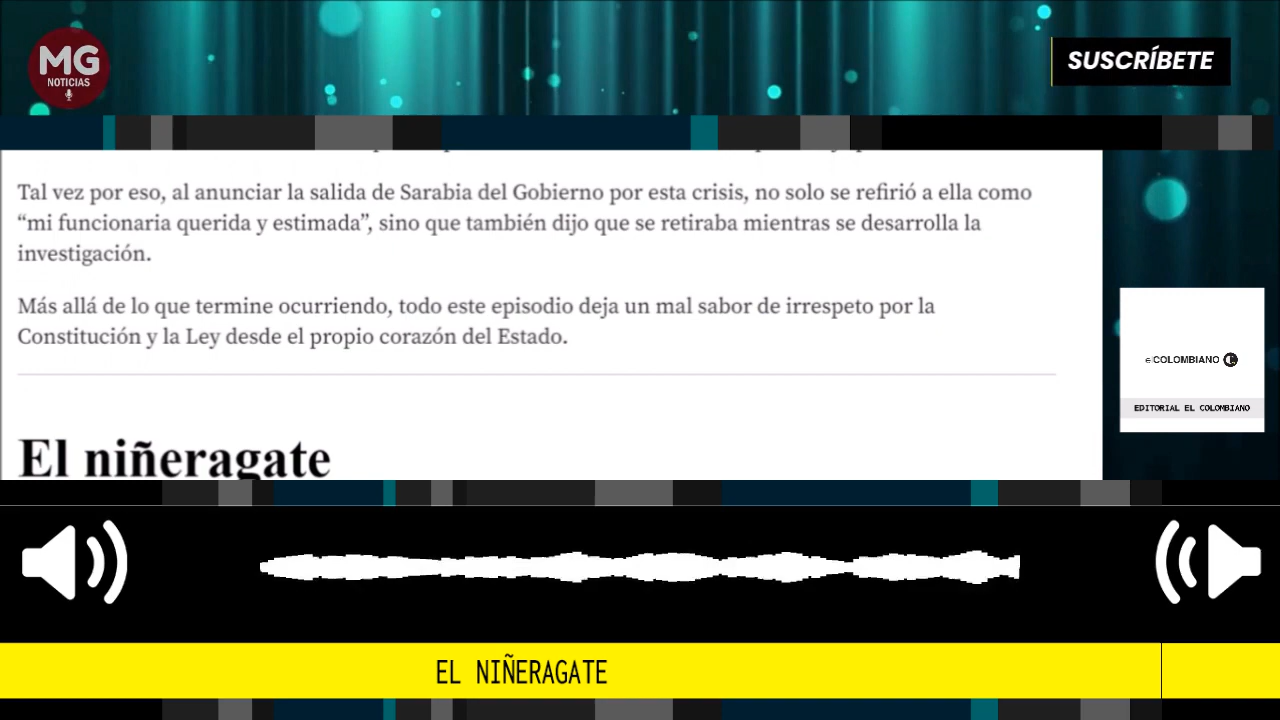 MG
NOTICIAS
SUSCRÍBETE
Tal vez por eso, al anunciar la salida de Sarabia del Gobierno por esta crisis, no solo se refirió a ella como
“mi funcionaria querida y estimada”, sino que también dijo que se retiraba mientras se desarrolla la
investigación.
Más allá de lo que termine ocurriendo, todo este episodio deja un mal sabor de irrespeto por la
Constitución y la Ley desde el propio corazón del Estado.
El niñeragate
el COLOMBIANO
EDITORIAL EL COLOMBIANO
EL NIÑERAGATE